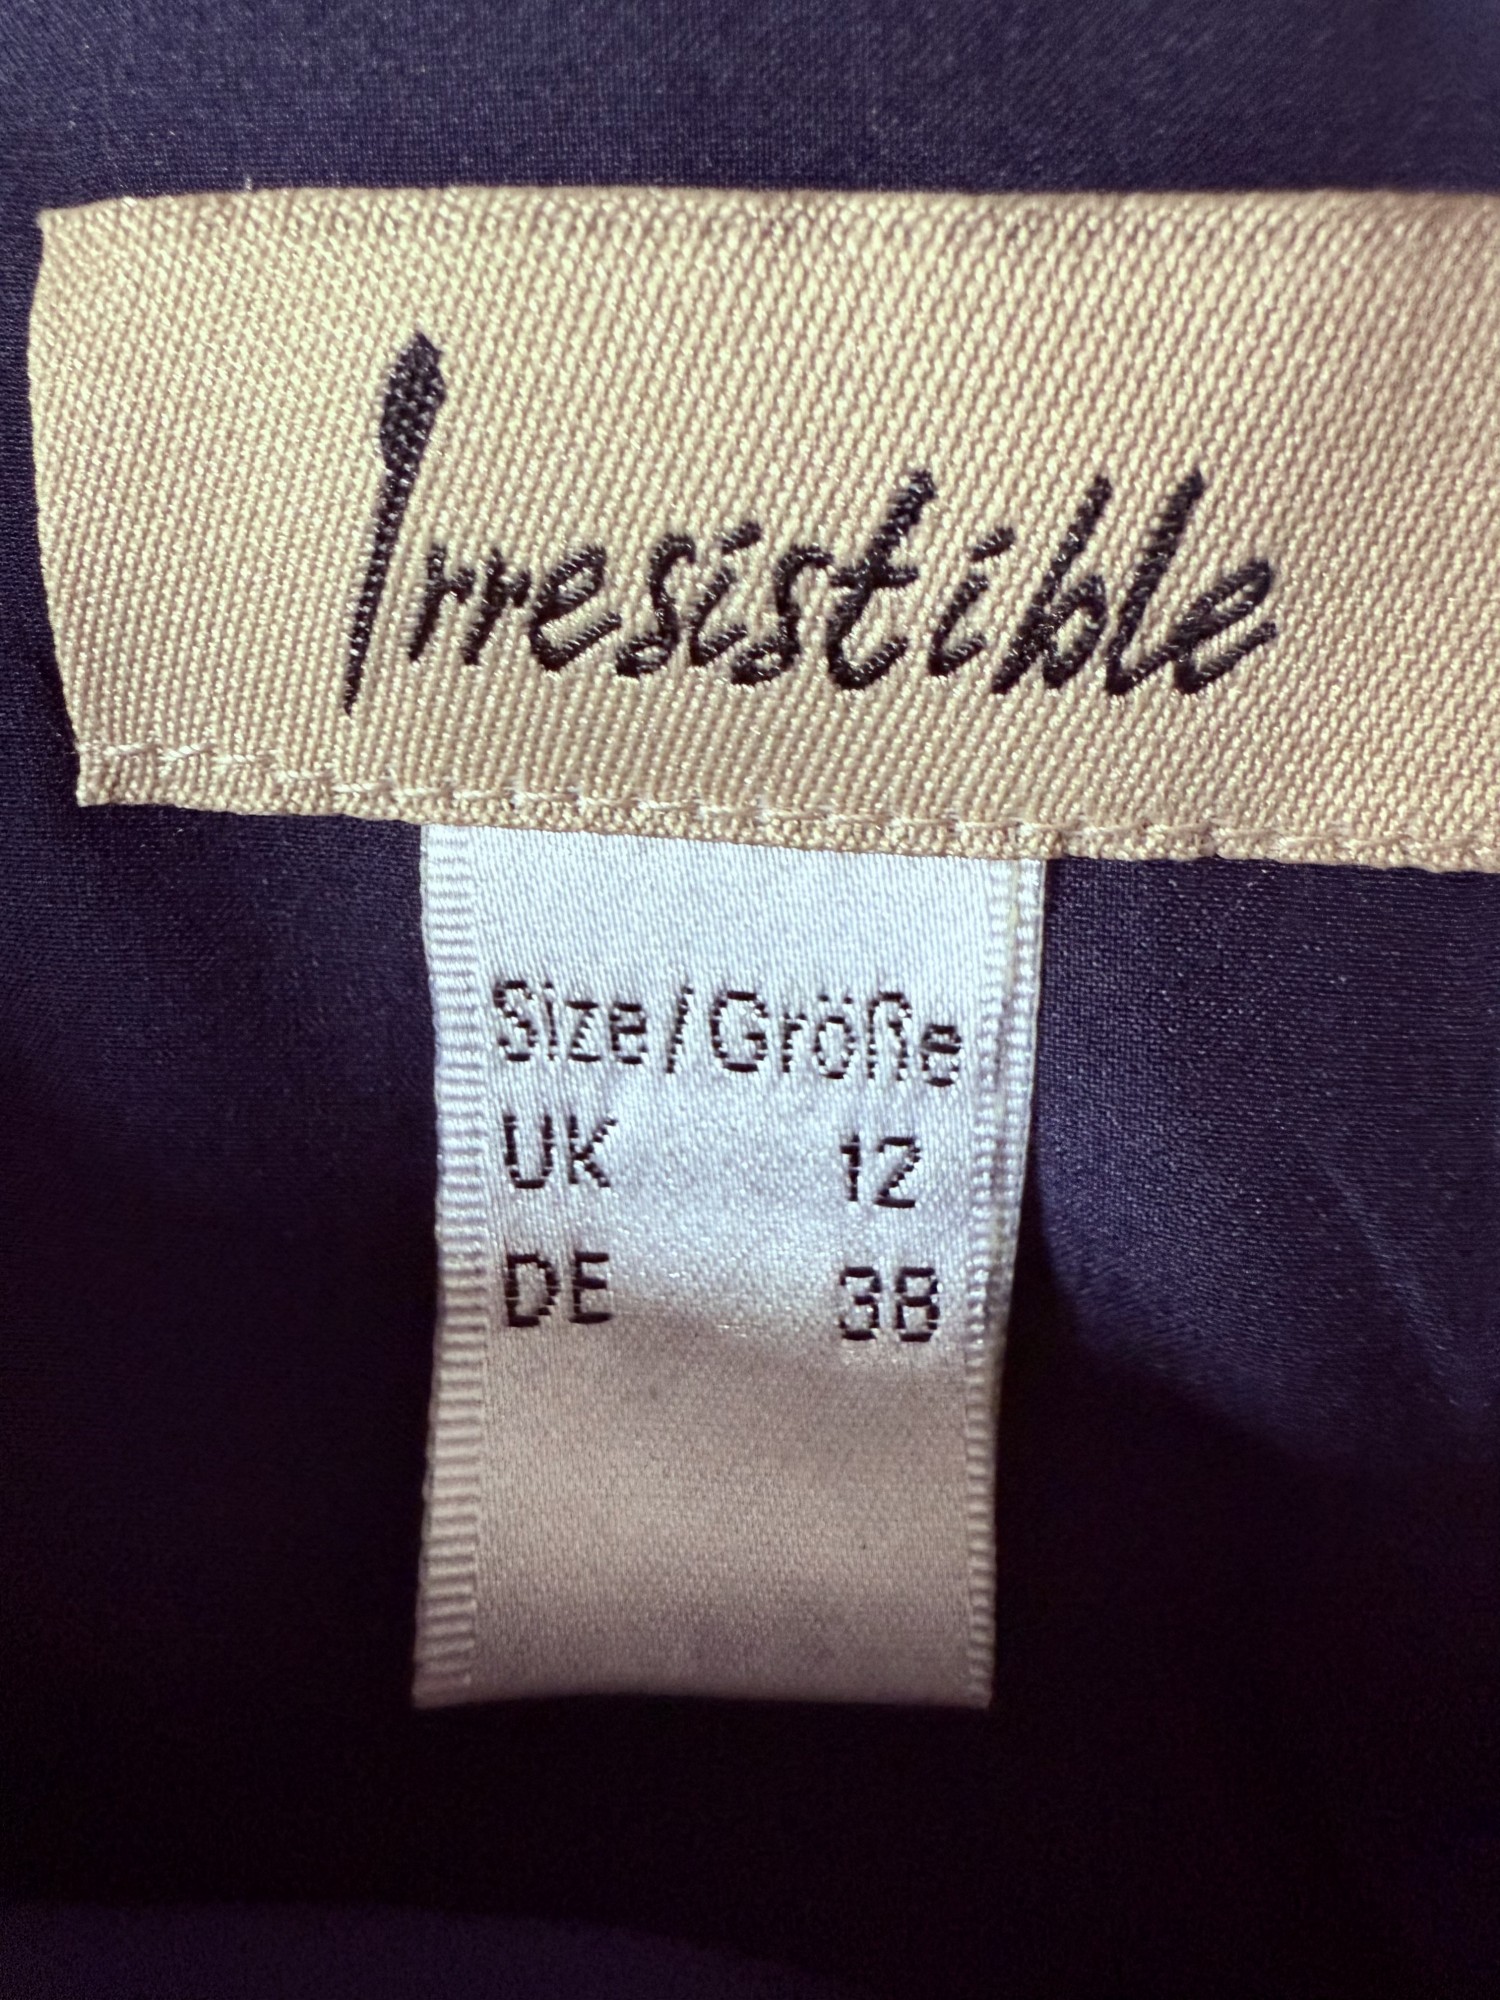 Irresistible
Size/Größe
UK 12
DE 38